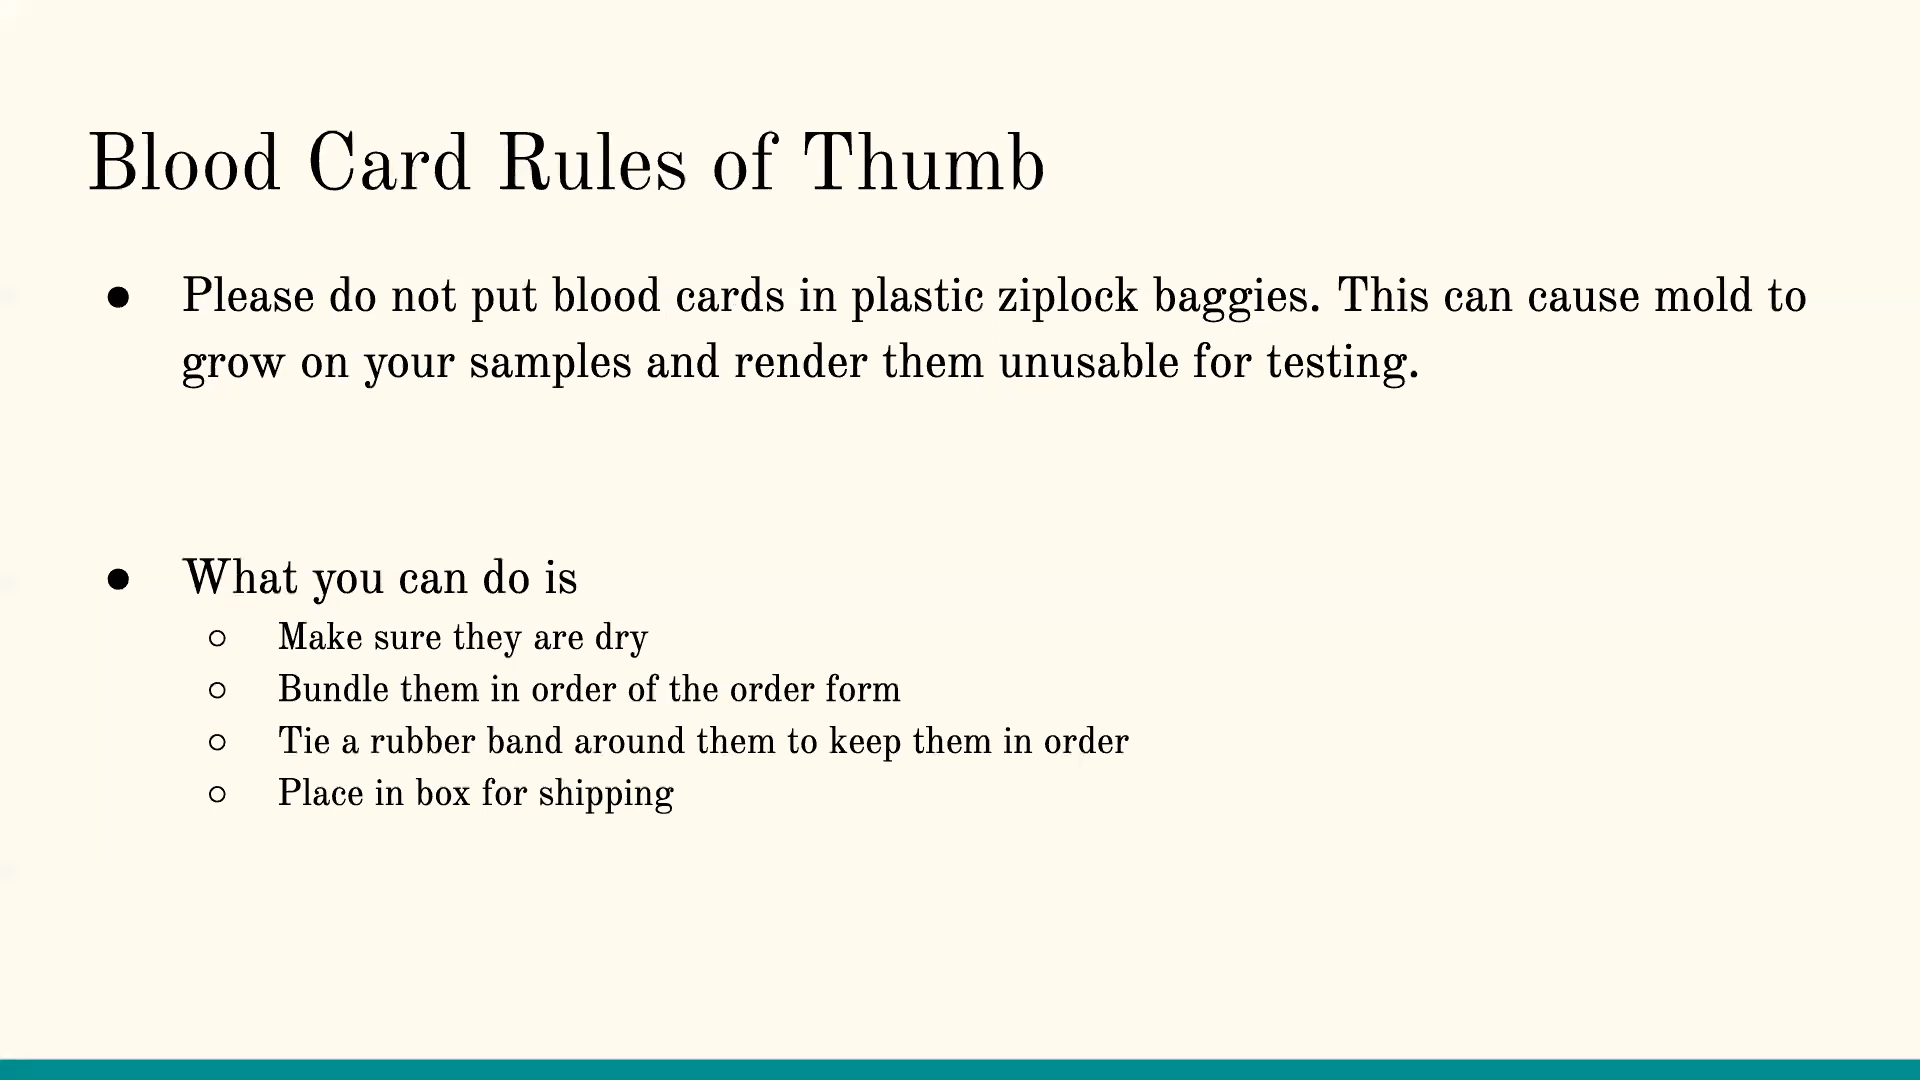 Blood Card Rules of Thumb
● Please do not put blood cards in plastic ziplock baggies. This can cause mold to
grow on your samples and render them unusable for testing.
● What you can do is
○ Make sure they are dry
○ Bundle them in order of the order form
○ Tie a rubber band around them to keep them in order
○ Place in box for shipping